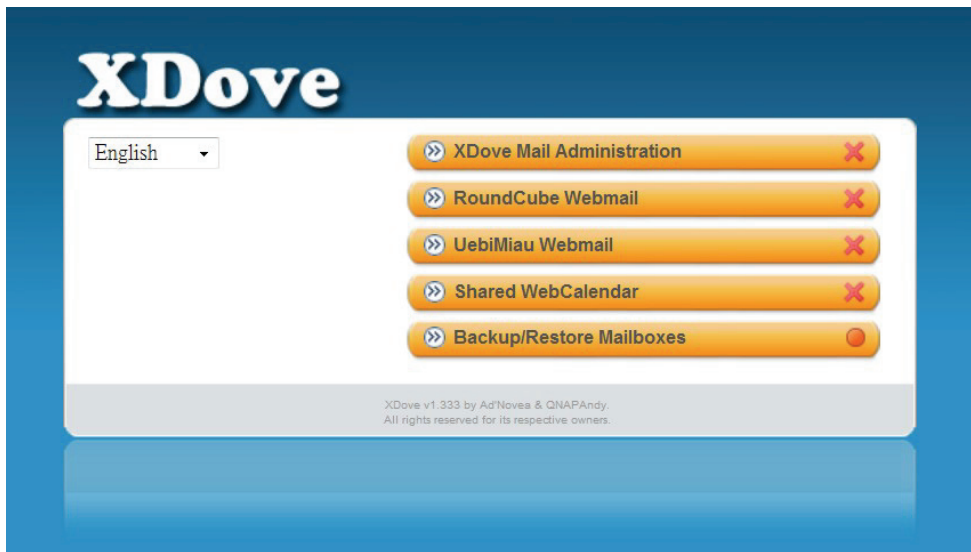 XDove
English
XDove Mail Administration
RoundCube Webmail
UebiMiau Webmail
Shared WebCalendar
Backup/Restore Mailboxes
XDove v1.333 by Ad'Novea & QNAPAndy.
All rights reserved for its respective owners.